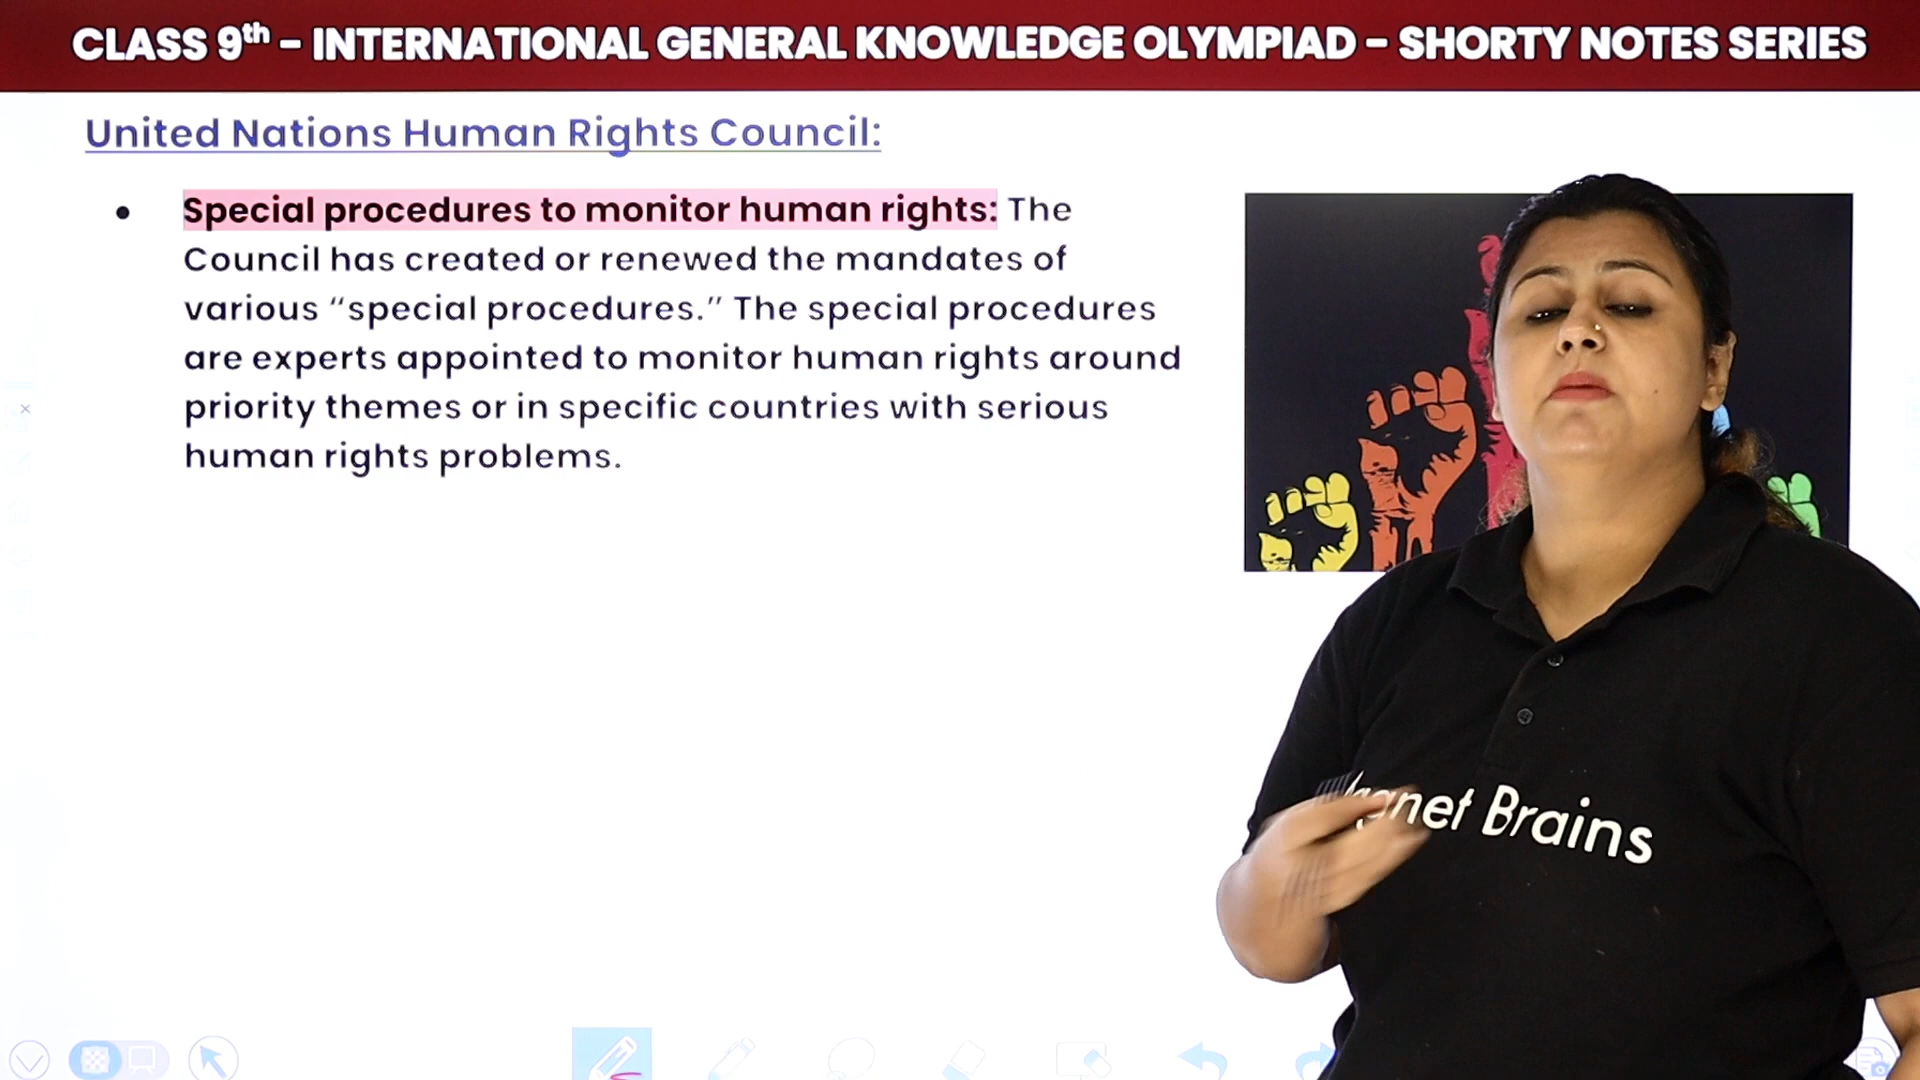 CLASS 9th - INTERNATIONAL GENERAL KNOWLEDGE OLYMPIAD - SHORTY NOTES SERIES
United Nations Human Rights Council:
• Special procedures to monitor human rights: The
Council has created or renewed the mandates of
various “special procedures.” The special procedures
are experts appointed to monitor human rights around
priority themes or in specific countries with serious
human rights problems.
Brains